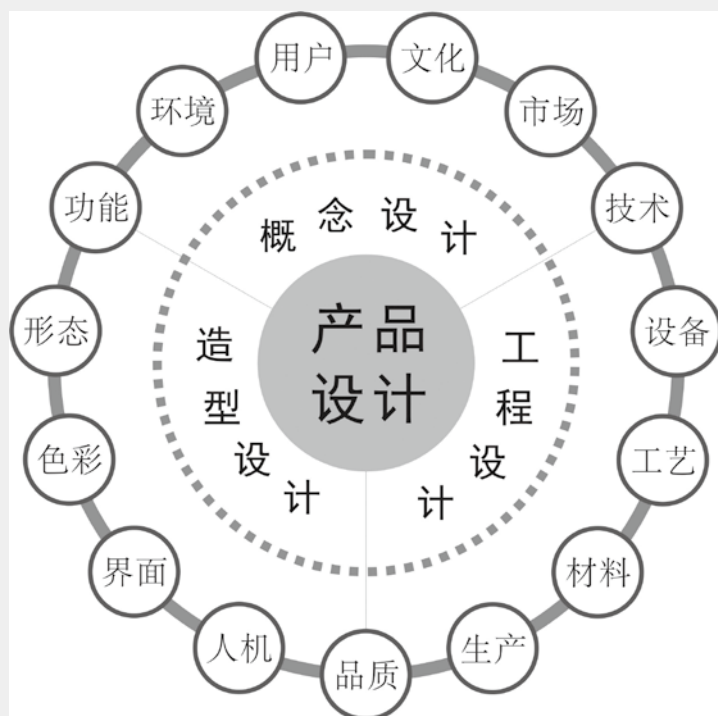 产品
设计
概念设计
工程设计
造型设计
用户
文化
市场
技术
设备
工艺
材料
生产
品质
人机
界面
色彩
形态
功能
环境